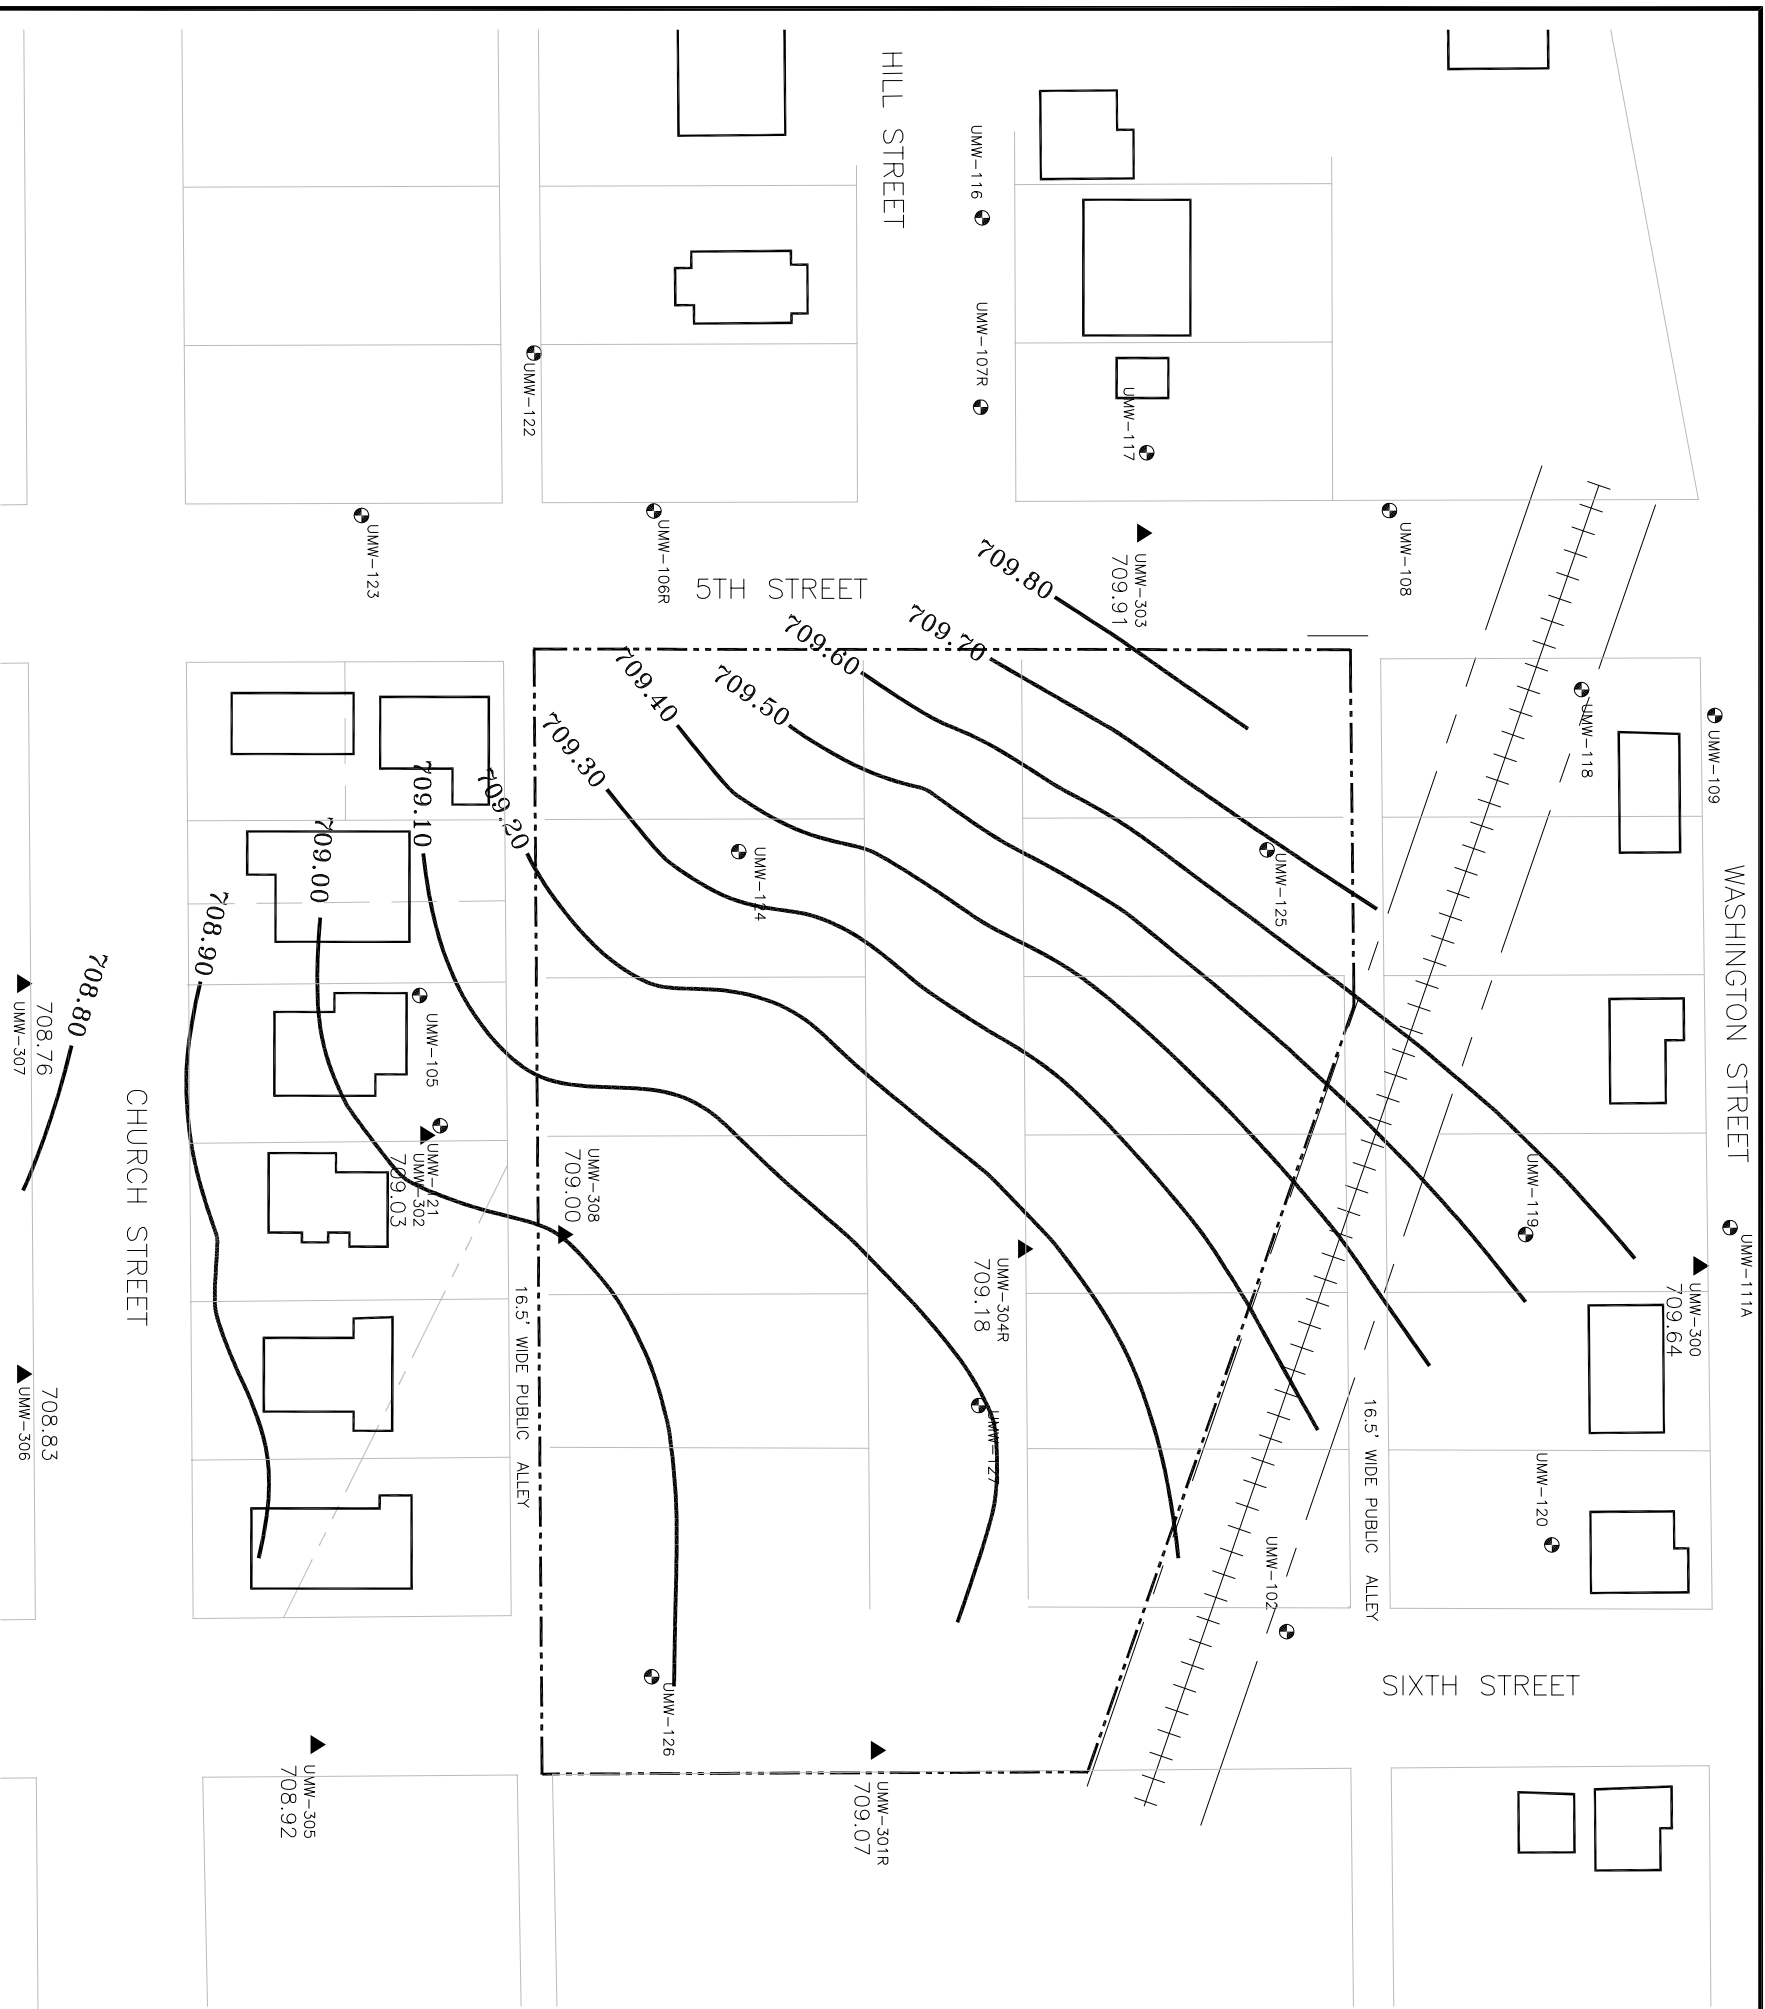 HILL STREET
UMW-116
UMW-107R
UMW-117
UMW-122
UMW-123
UMW-106R
5TH STREET
UMW-303
709.91
UMW-108
709.80
709.70
709.60
709.50
709.40
709.30
709.20
709.10
709.00
708.90
708.80
UMW-118
UMW-109
UMW-124
UMW-125
WASHINGTON STREET
708.76
UMW-307
UMW-105
CHURCH STREET
UMW-121
UMW-302
709.03
UMW-308
709.00
UMW-304R
709.18
UMW-119
UMW-111A
UMW-300
709.64
16.5' WIDE PUBLIC ALLEY
16.5' WIDE PUBLIC ALLEY
708.83
UMW-306
UMW-127
UMW-120
UMW-102
SIXTH STREET
UMW-126
UMW-305
708.92
UMW-301R
709.07